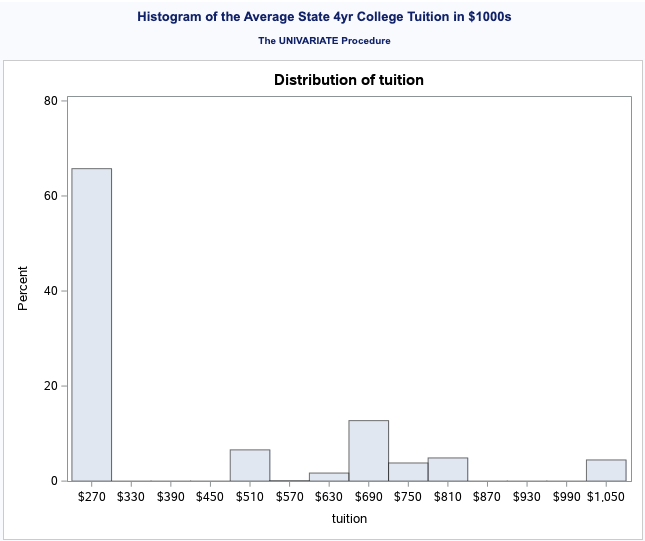 Histogram of the Average State 4yr College Tuition in $1000s
The UNIVARIATE Procedure
Distribution of tuition
80
60
40
20
0
Percent
$270 $330 $390 $450 $510 $570 $630 $690 $750 $810 $870 $930 $990 $1,050
tuition